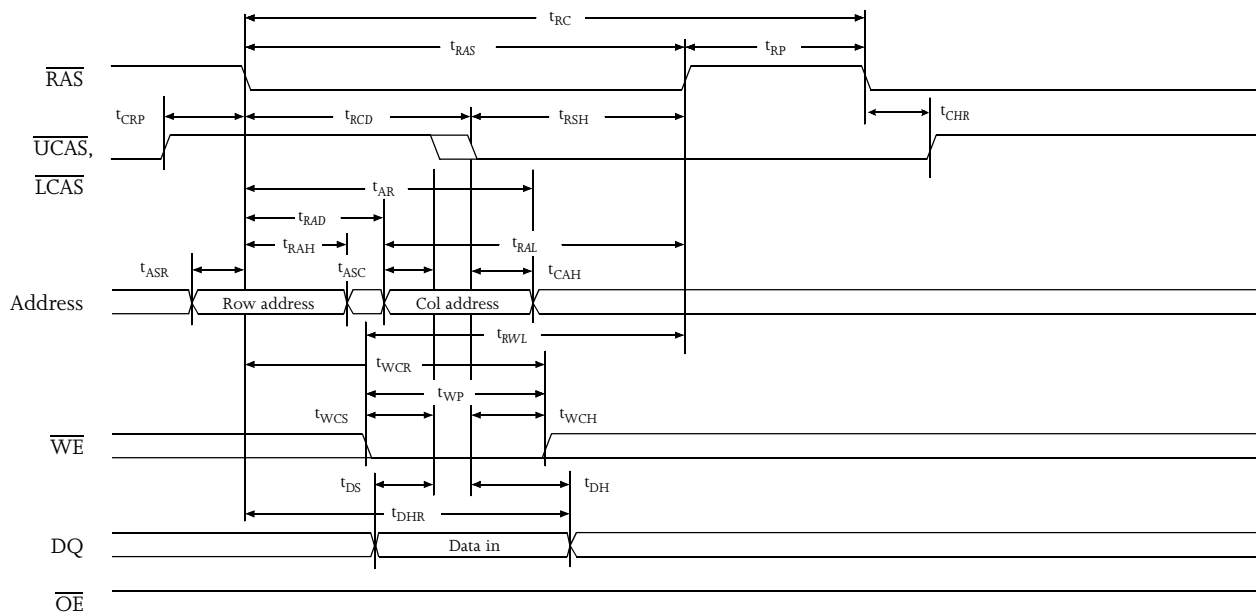 tRC
tRAS
tRP
RAS
tCRP
tRCD
tRSH
tCHR
UCAS,
LCAS
tAR
tRAD
tRAH
tRAL
tASR
tASC
tCAH
Address
Row address
Col address
tRWL
tWCR
tWP
tWCS
tWCH
WE
tDS
tDH
tDHR
DQ
Data in
OE